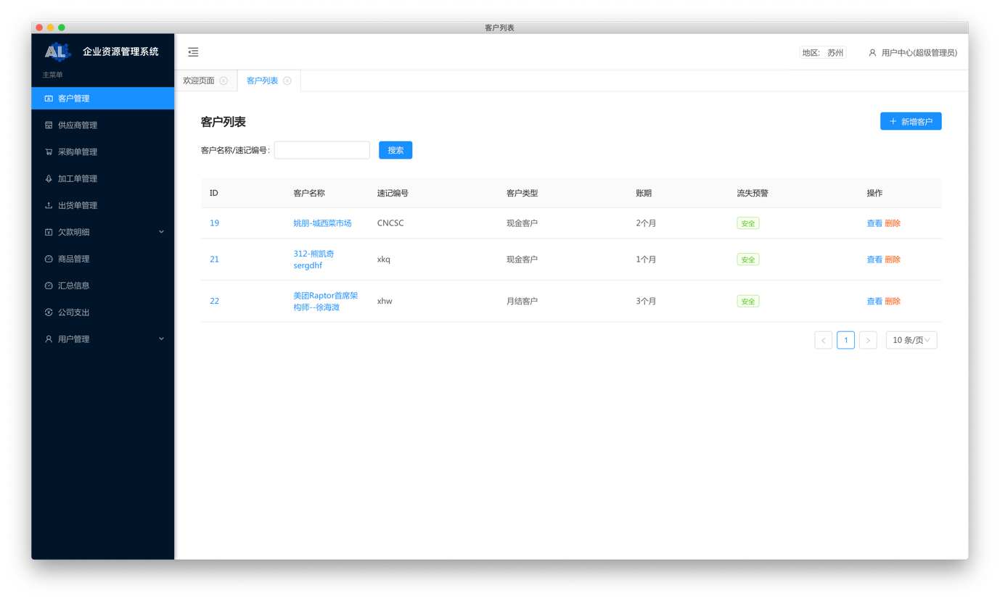 客户列表
AL 企业资源管理系统
主菜单
客户管理
供应商管理
采购单管理
加工单管理
出货单管理
欠款明细
商品管理
汇总信息
公司支出
用户管理
地区: 苏州 用户中心(超级管理员)
欢迎页面 客户列表
客户列表
+ 新增客户
客户名称/速记编号: 搜索
ID 客户名称 速记编号 客户类型 账期 流失预警 操作
19 姚朋-城西菜市场 CNCSC 现金客户 2个月 安全 查看 删除
21 312-熊凯奇 xkq 现金客户 1个月 安全 查看 删除
sergdhf
22 美团Raptor首席架 xhw 月结客户 3个月 安全 查看 删除
构师--徐海溦
< 1 > 10 条/页